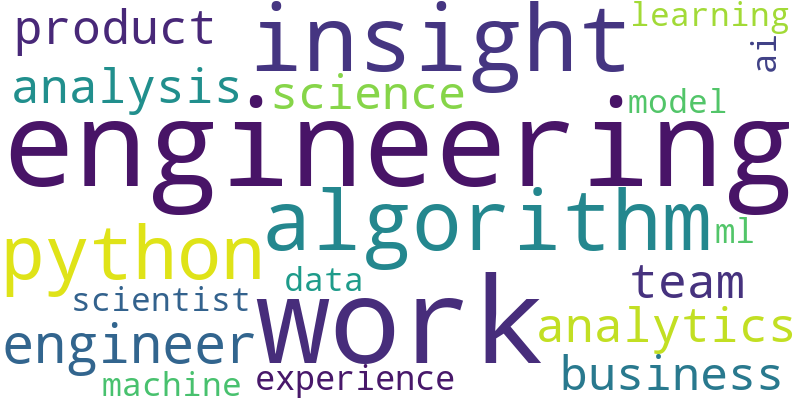 product
insight
learning
ai
analysis
science
model
engineering
algorithm
ml
python
data
team
scientist
work
engineer
analytics
machine
experience
business